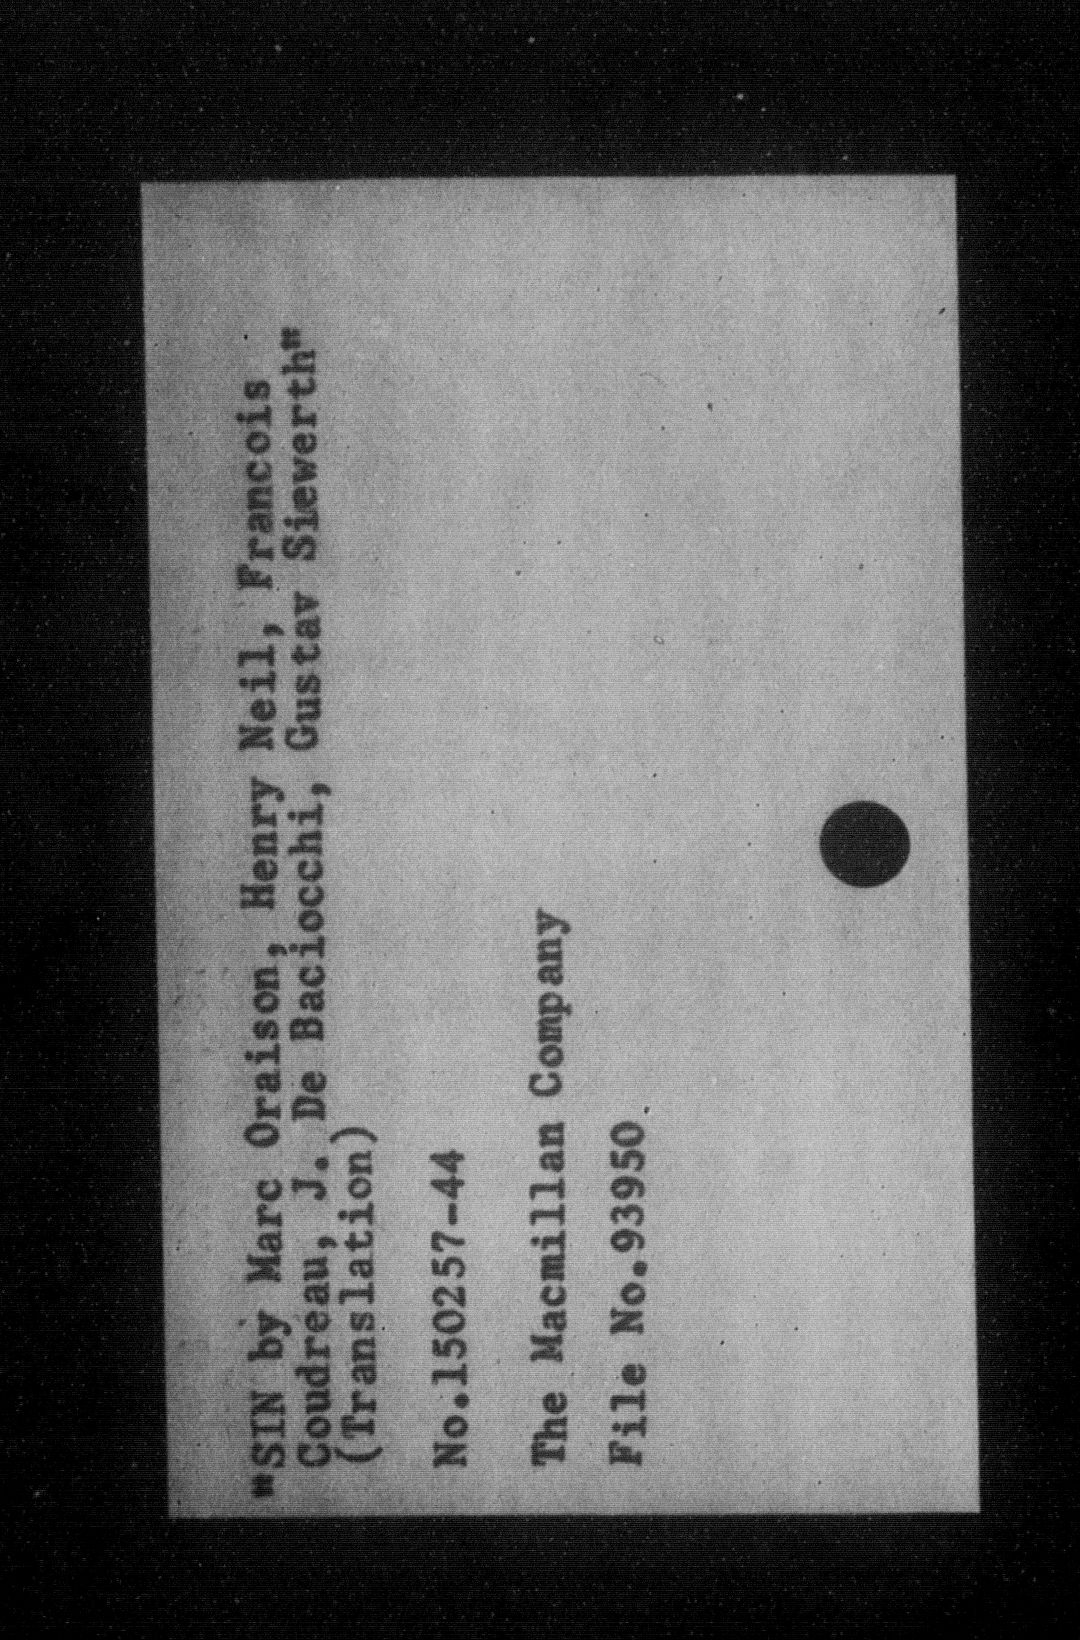 "SIN by Marc Oraison, Henry Neil, Francois
Coudreau, J. De Baciocchi, Gustav Siewerth"
(Translation)
No.150257-44
The Macmillan Company
File No.93950